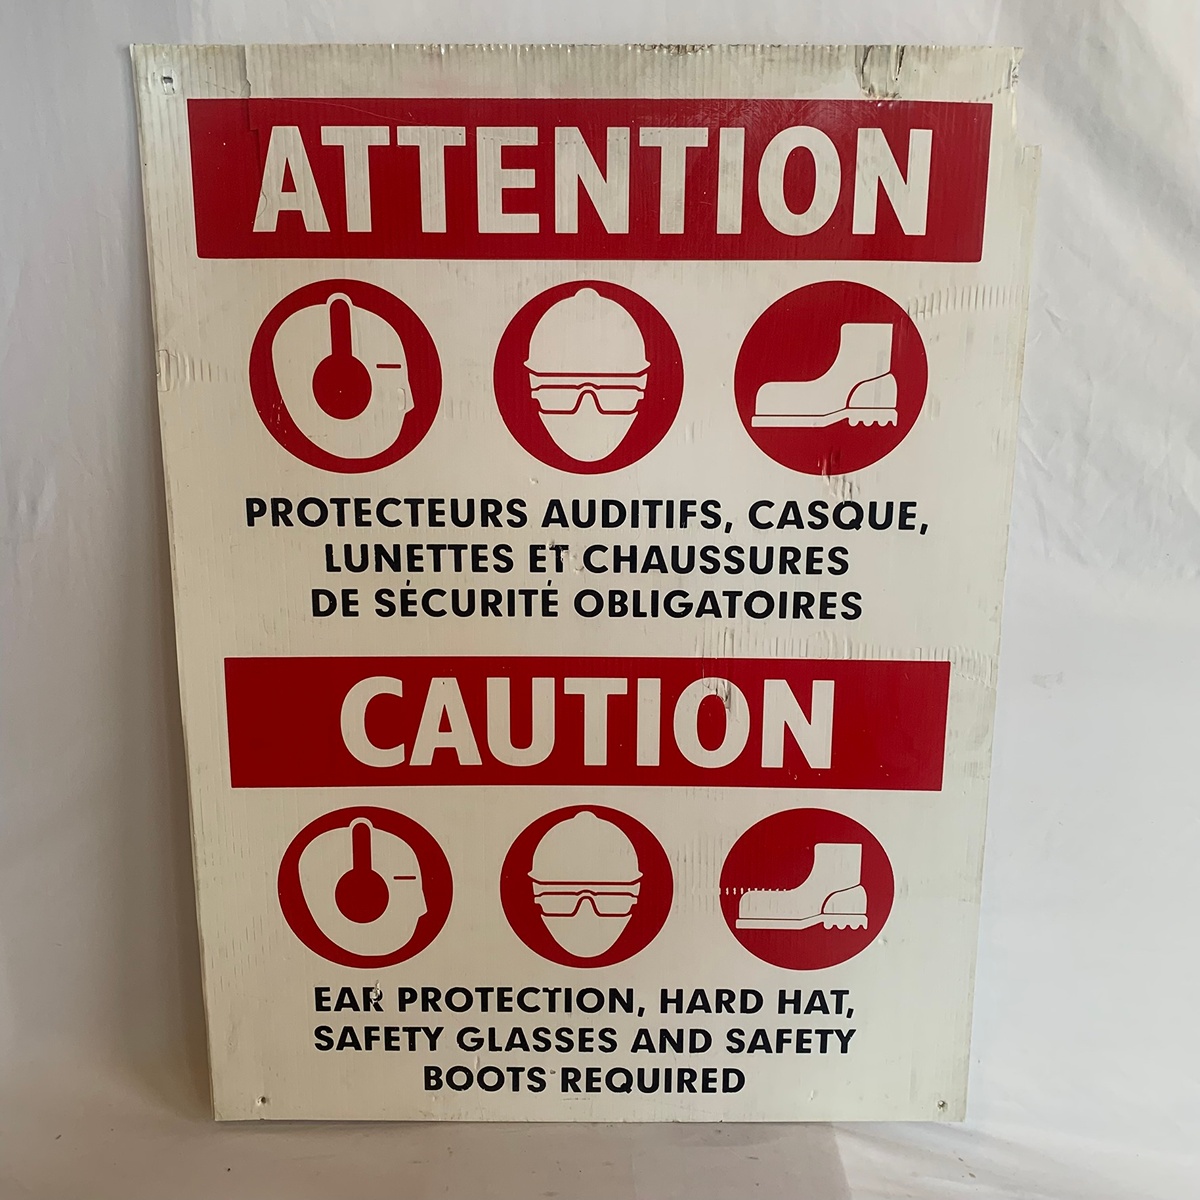 ATTENTION
PROTECTEURS AUDITIFS, CASQUE,
LUNETTES ET CHAUSSURES
DE SÉCURITÉ OBLIGATOIRES
CAUTION
EAR PROTECTION, HARD HAT,
SAFETY GLASSES AND SAFETY
BOOTS REQUIRED